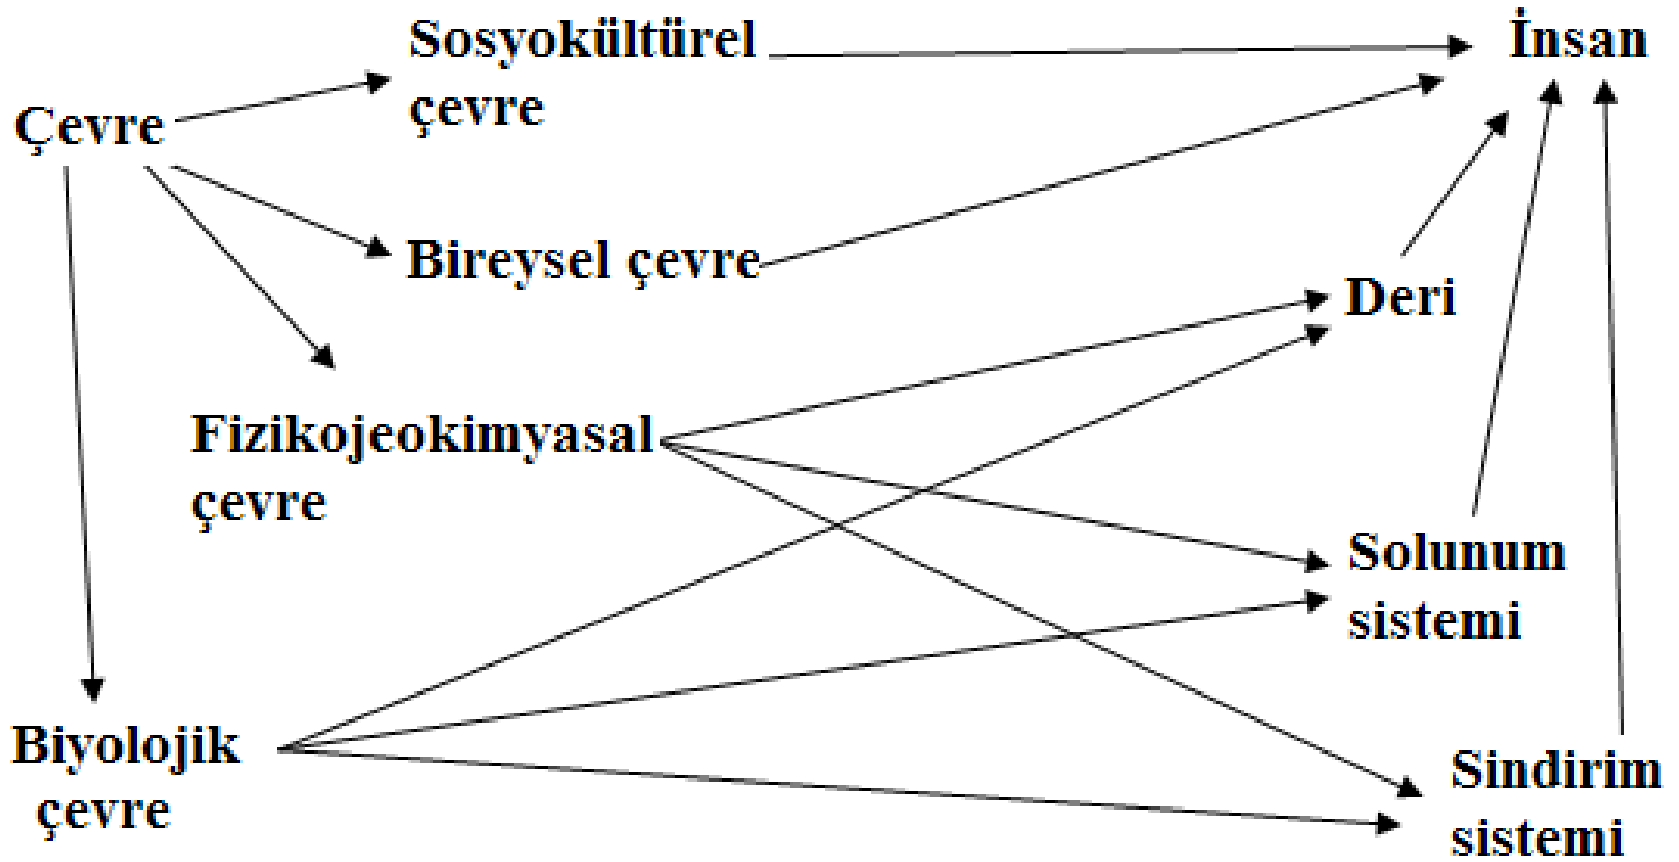 Sosyokültürel
çevre
İnsan
Çevre
Bireysel çevre
Deri
Fizikojeokimyasal
çevre
Solunum
sistemi
Biyolojik
çevre
Sindirim
sistemi